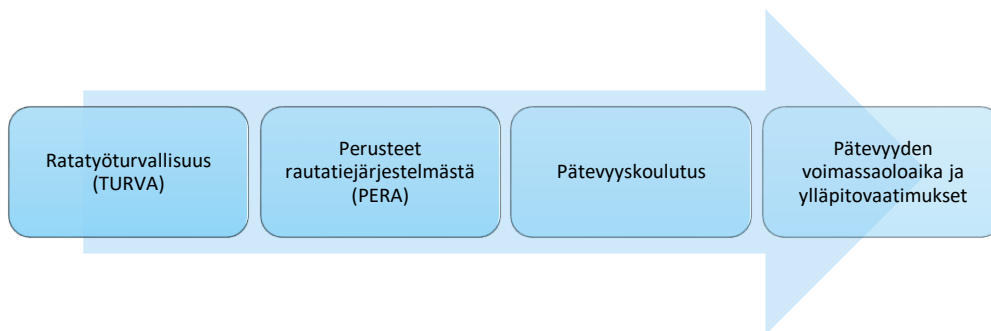 Ratatyöturvallisuus
(TURVA)
Perusteet
rautatiejärjestelmästä
(PERA)
Pätevyyskoulutus
Pätevyyden
voimassaoloaika ja
ylläpitovaatimukset